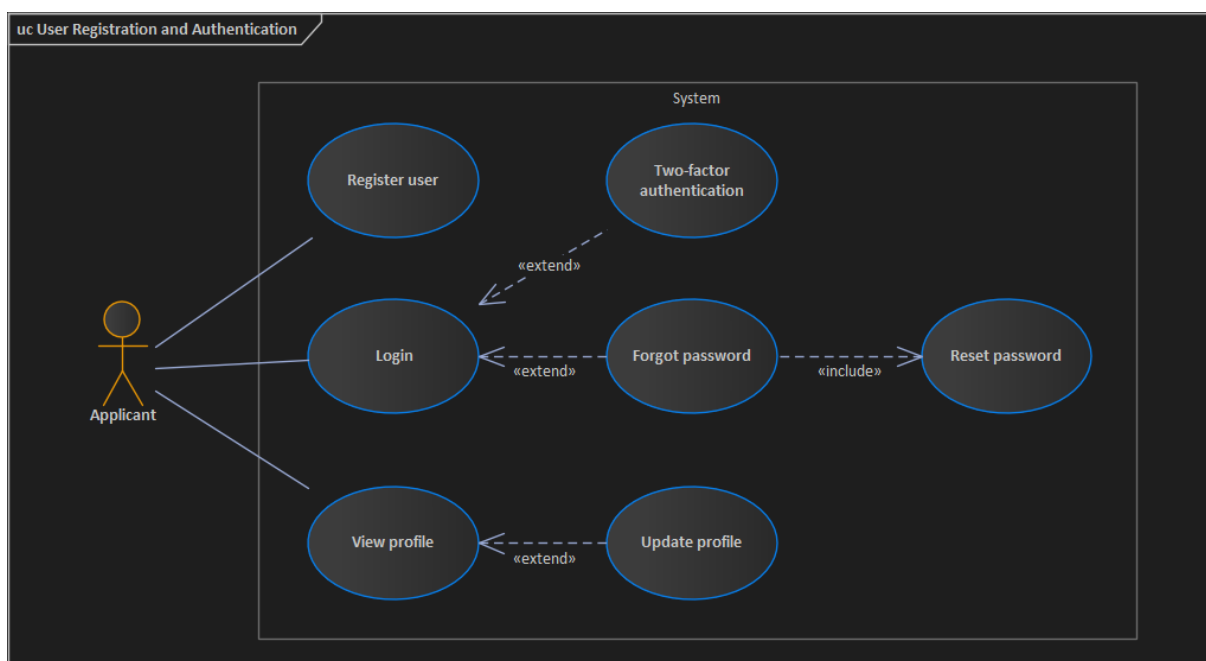 uc User Registration and Authentication
System
Register user
Two-factor
authentication
«extend»
Login
Forgot password
Reset password
«extend»
«include»
Applicant
View profile
Update profile
«extend»